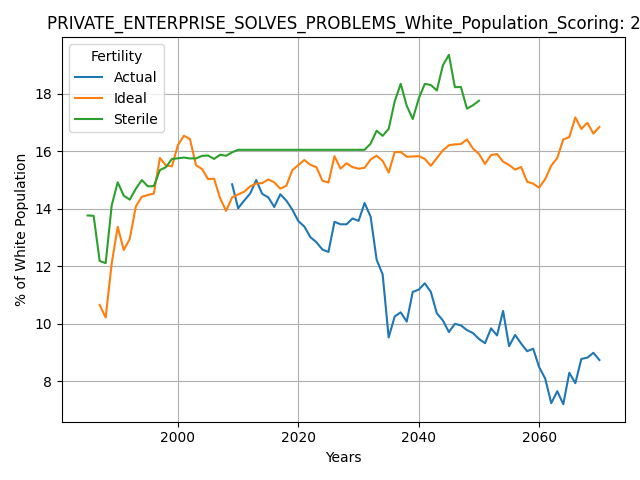 PRIVATE_ENTERPRISE_SOLVES_PROBLEMS_White_Population_Scoring: 2
Fertility
Actual
Ideal
Sterile
% of White Population
18
16
14
12
10
8
2000 2020 2040 2060
Years